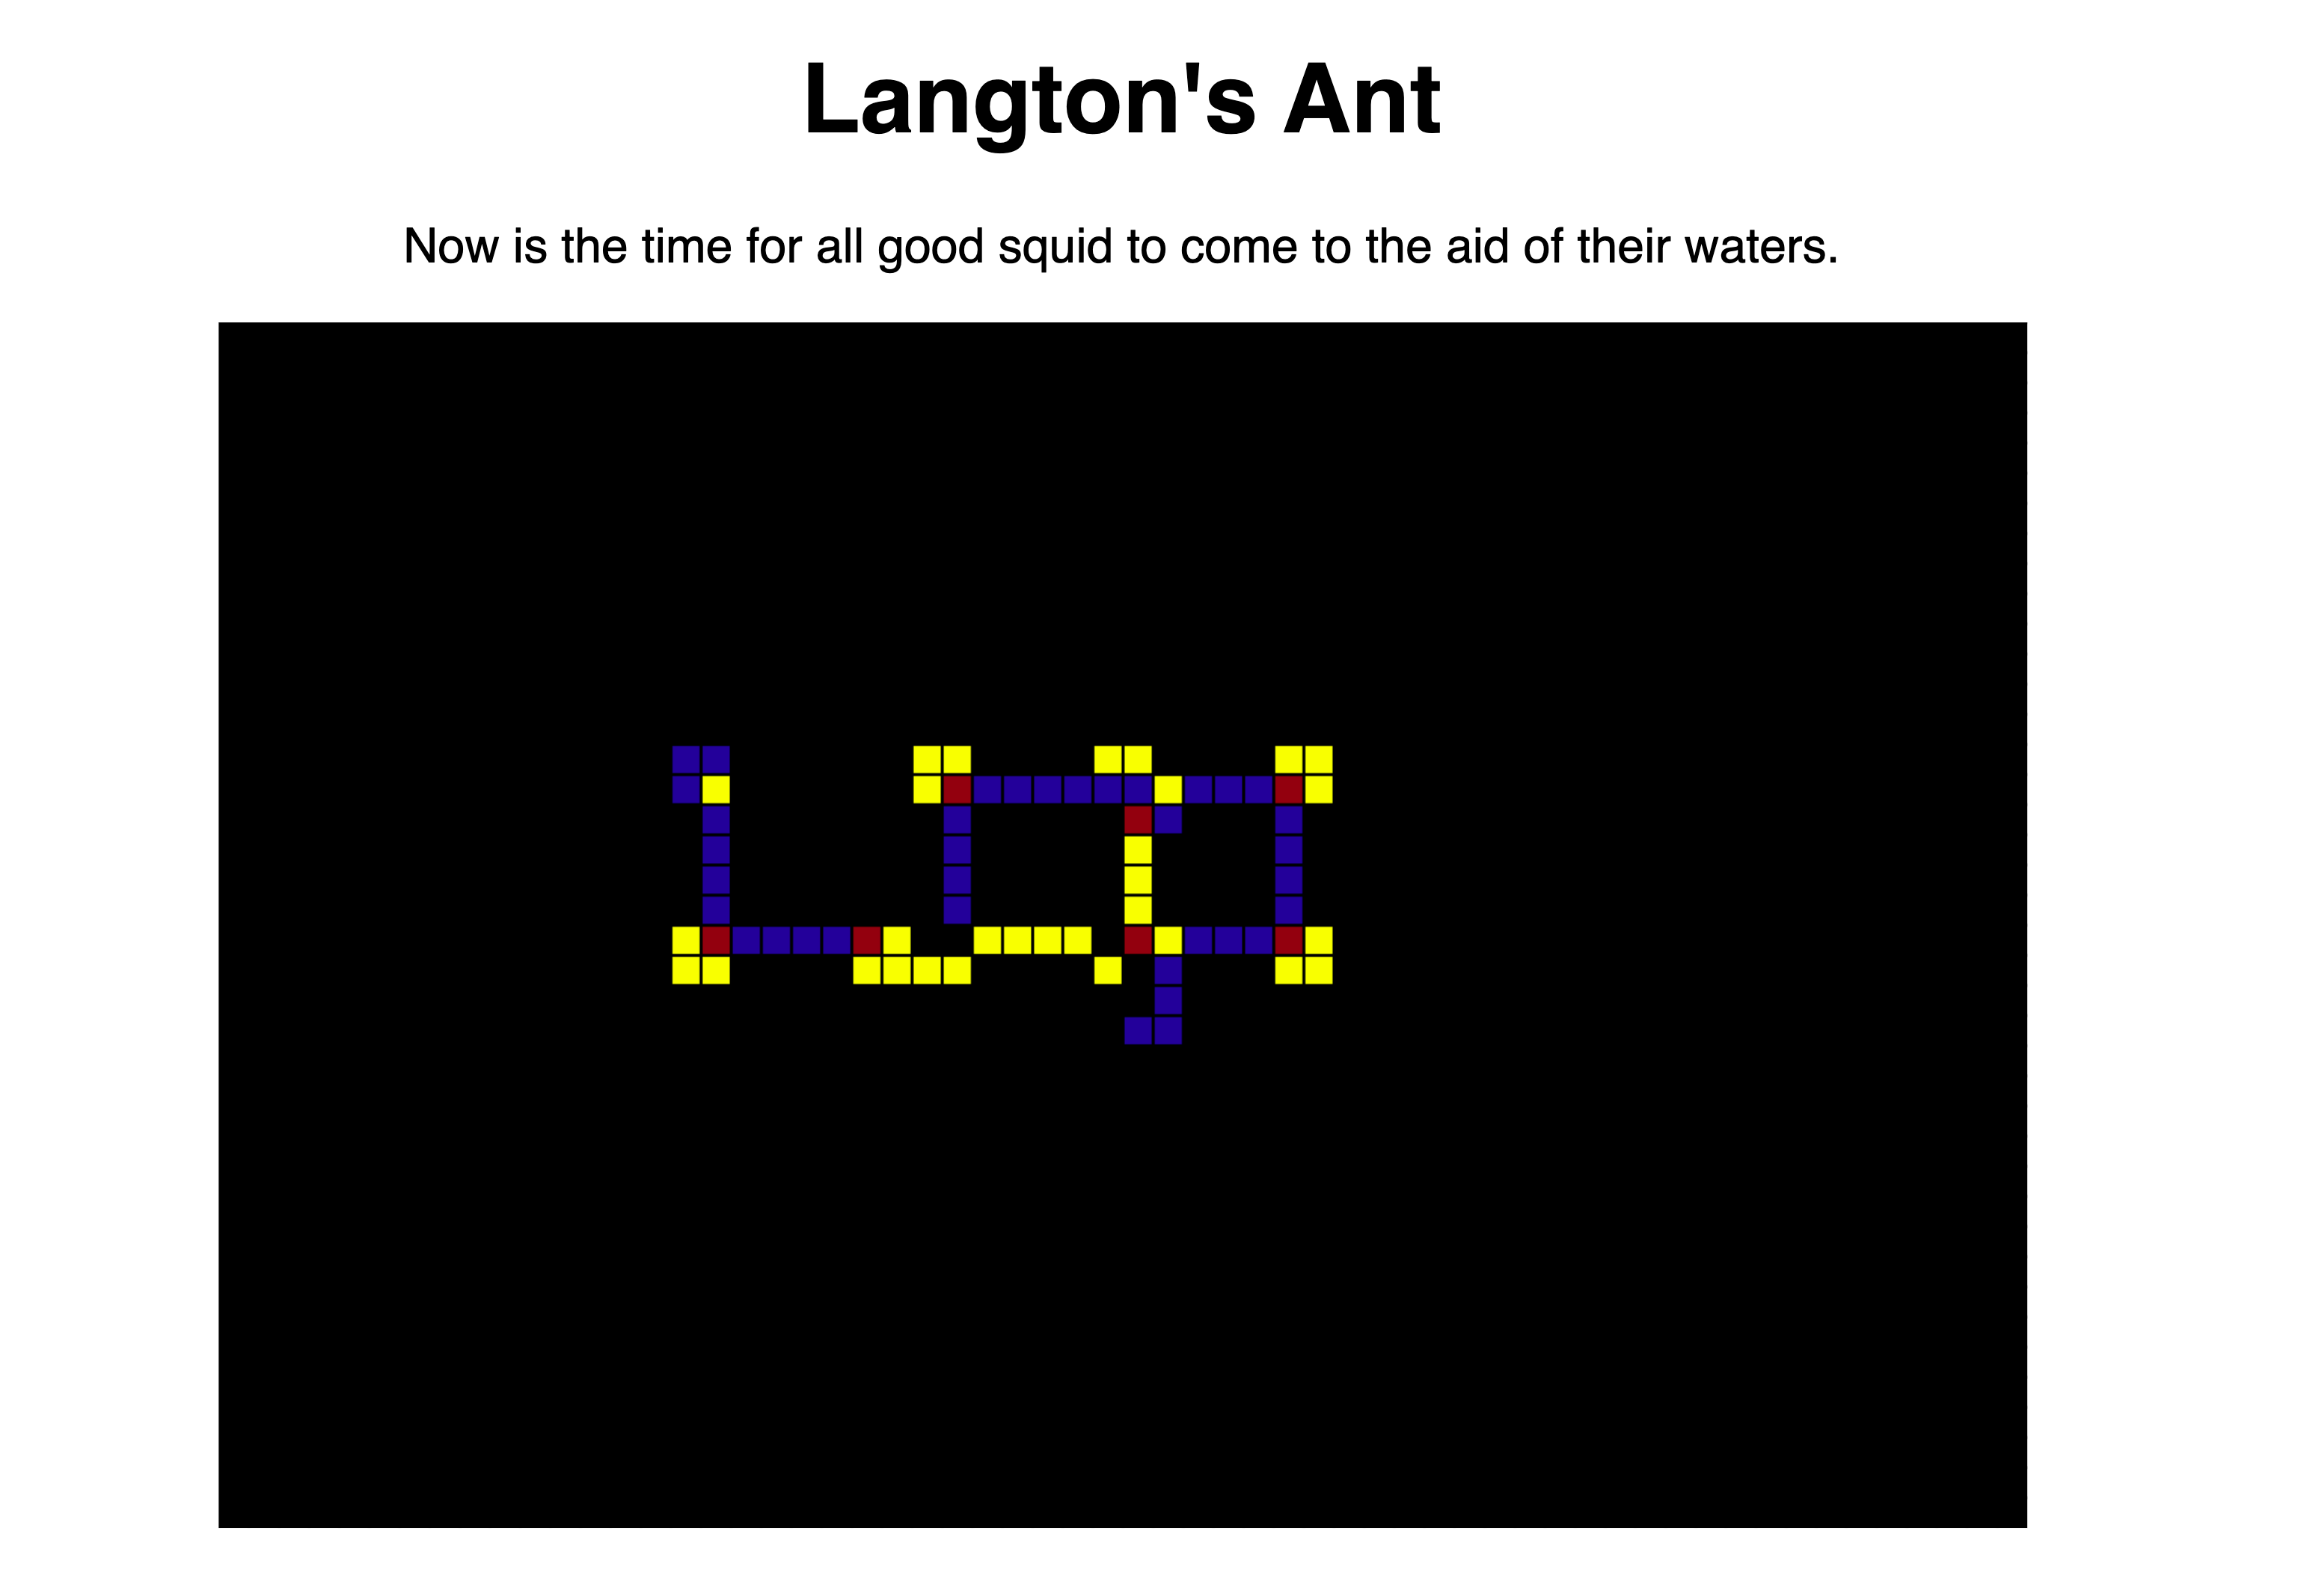 Langton's Ant
Now is the time for all good squid to come to the aid of their waters.